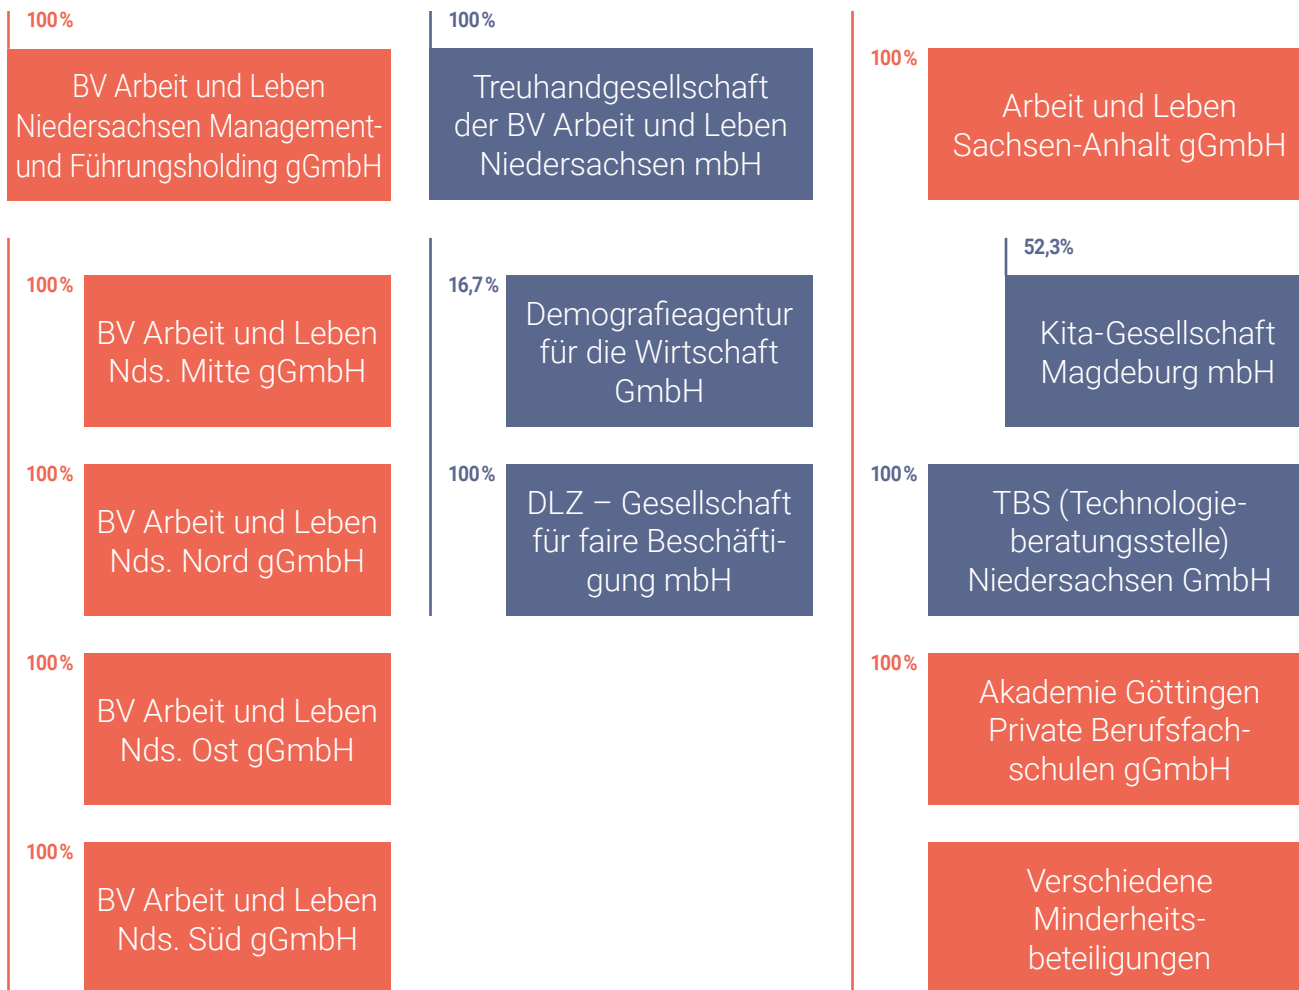 100%
BV Arbeit und Leben
Niedersachsen Management-
und Führungsholding gGmbH
100%
BV Arbeit und Leben
Nds. Mitte gGmbH
100%
BV Arbeit und Leben
Nds. Nord gGmbH
100%
BV Arbeit und Leben
Nds. Ost gGmbH
100%
BV Arbeit und Leben
Nds. Süd gGmbH
100%
Treuhandgesellschaft
der BV Arbeit und Leben
Niedersachsen mbH
16,7%
Demografieagentur
für die Wirtschaft
GmbH
100%
DLZ – Gesellschaft
für faire Beschäfti-
gung mbH
100%
Arbeit und Leben
Sachsen-Anhalt gGmbH
52,3%
Kita-Gesellschaft
Magdeburg mbH
100%
TBS (Technologie-
beratungsstelle)
Niedersachsen GmbH
100%
Akademie Göttingen
Private Berufsfach-
schulen gGmbH
Verschiedene
Minderheits-
beteiligungen